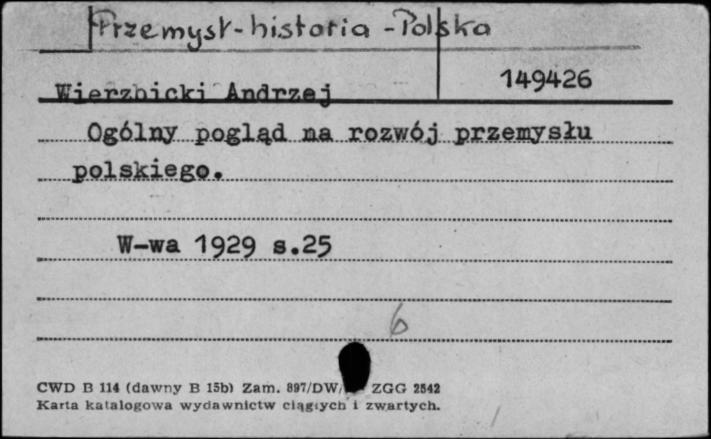 Przemysł-historia-Polska
149426
Wierzbicki Andrzej
Ogólny pogląd na rozwój przemysłu
polskiego.
W-wa 1929 s.25
6
CWD B 114 (dawny B 15b) Zam. 897/DW/ ZGG 2542
Karta katalogowa wydawnictw ciągłych i zwartych.